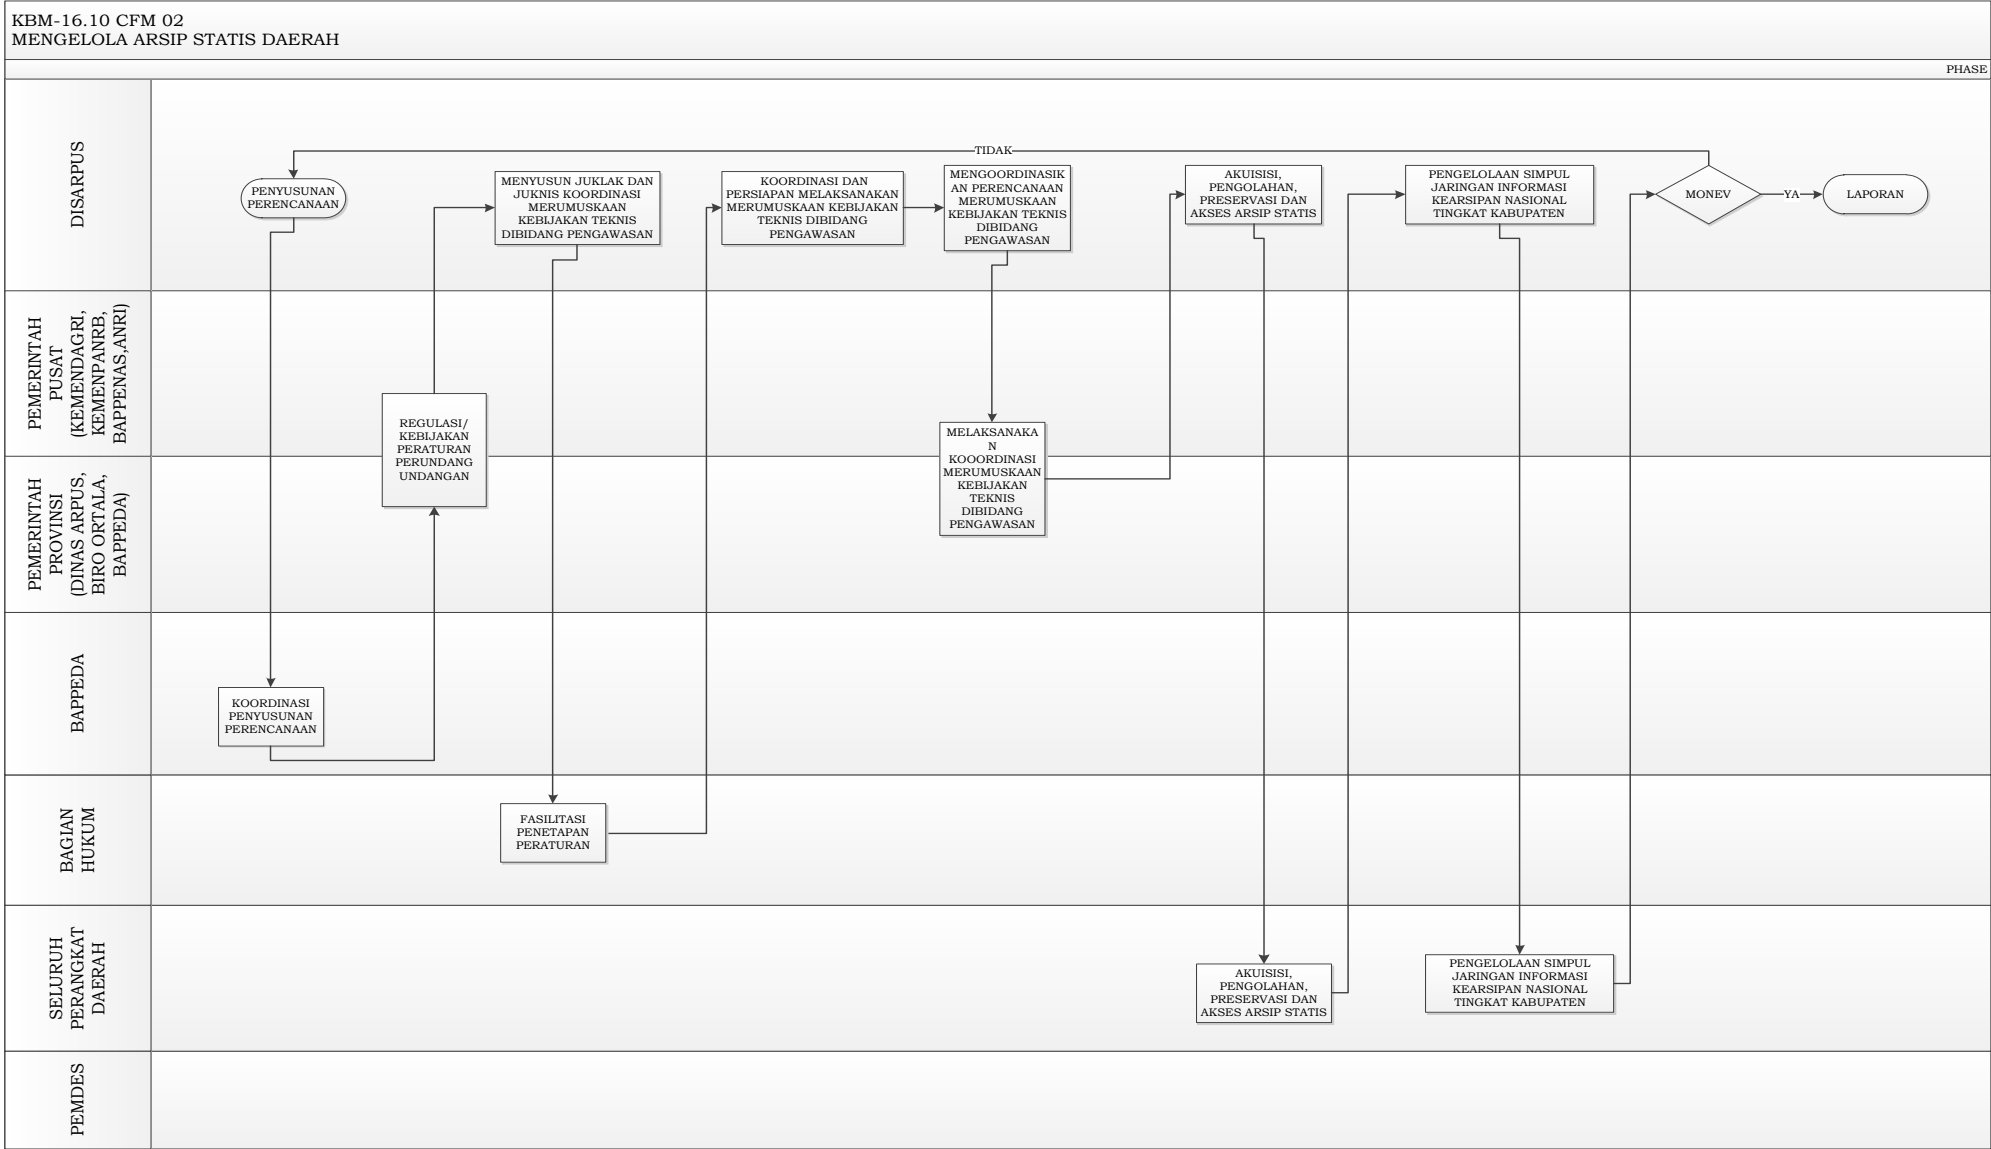 KBM-16.10 CFM 02
MENGELOLA ARSIP STATIS DAERAH
PHASE
DISARPUS
TIDAK
PENYUSUNAN
PERENCANAAN
MENYUSUN JUKLAK DAN
JUKNIS KOORDINASI
MERUMUSKAAN
KEBIJAKAN TEKNIS
DIBIDANG PENGAWASAN
KOORDINASI DAN
PERSIAPAN MELAKSANAKAN
MERUMUSKAAN KEBIJAKAN
TEKNIS DIBIDANG
PENGAWASAN
MENGOORDINASIK
AN PERENCANAAN
MERUMUSKAAN
KEBIJAKAN TEKNIS
DIBIDANG
PENGAWASAN
AKUISISI,
PENGOLAHAN,
PRESERVASI DAN
AKSES ARSIP STATIS
PENGELOLAAN SIMPUL
JARINGAN INFORMASI
KEARSIPAN NASIONAL
TINGKAT KABUPATEN
MONEV
YA
LAPORAN
PEMERINTAH
PUSAT
(KEMENDAGRI,
KEMENPANRB,
BAPPENAS,ANRI)
REGULASI/
KEBIJAKAN
PERATURAN
PERUNDANG
UNDANGAN
MELAKSANAKA
N
KOOORDINASI
MERUMUSKAAN
KEBIJAKAN
TEKNIS
DIBIDANG
PENGAWASAN
PEMERINTAH
PROVINSI
(DINAS ARPUS,
BIRO ORTALA,
BAPPEDA)
BAPPEDA
KOORDINASI
PENYUSUNAN
PERENCANAAN
BAGIAN
HUKUM
FASILITASI
PENETAPAN
PERATURAN
SELURUH
PERANGKAT
DAERAH
AKUISISI,
PENGOLAHAN,
PRESERVASI DAN
AKSES ARSIP STATIS
PENGELOLAAN SIMPUL
JARINGAN INFORMASI
KEARSIPAN NASIONAL
TINGKAT KABUPATEN
PEMDES